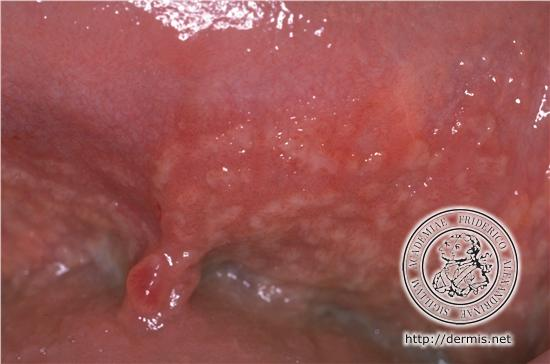 SIGILLUM ACADEMIAE FRIDERICO ALEXANDRINAE
http://dermis.net